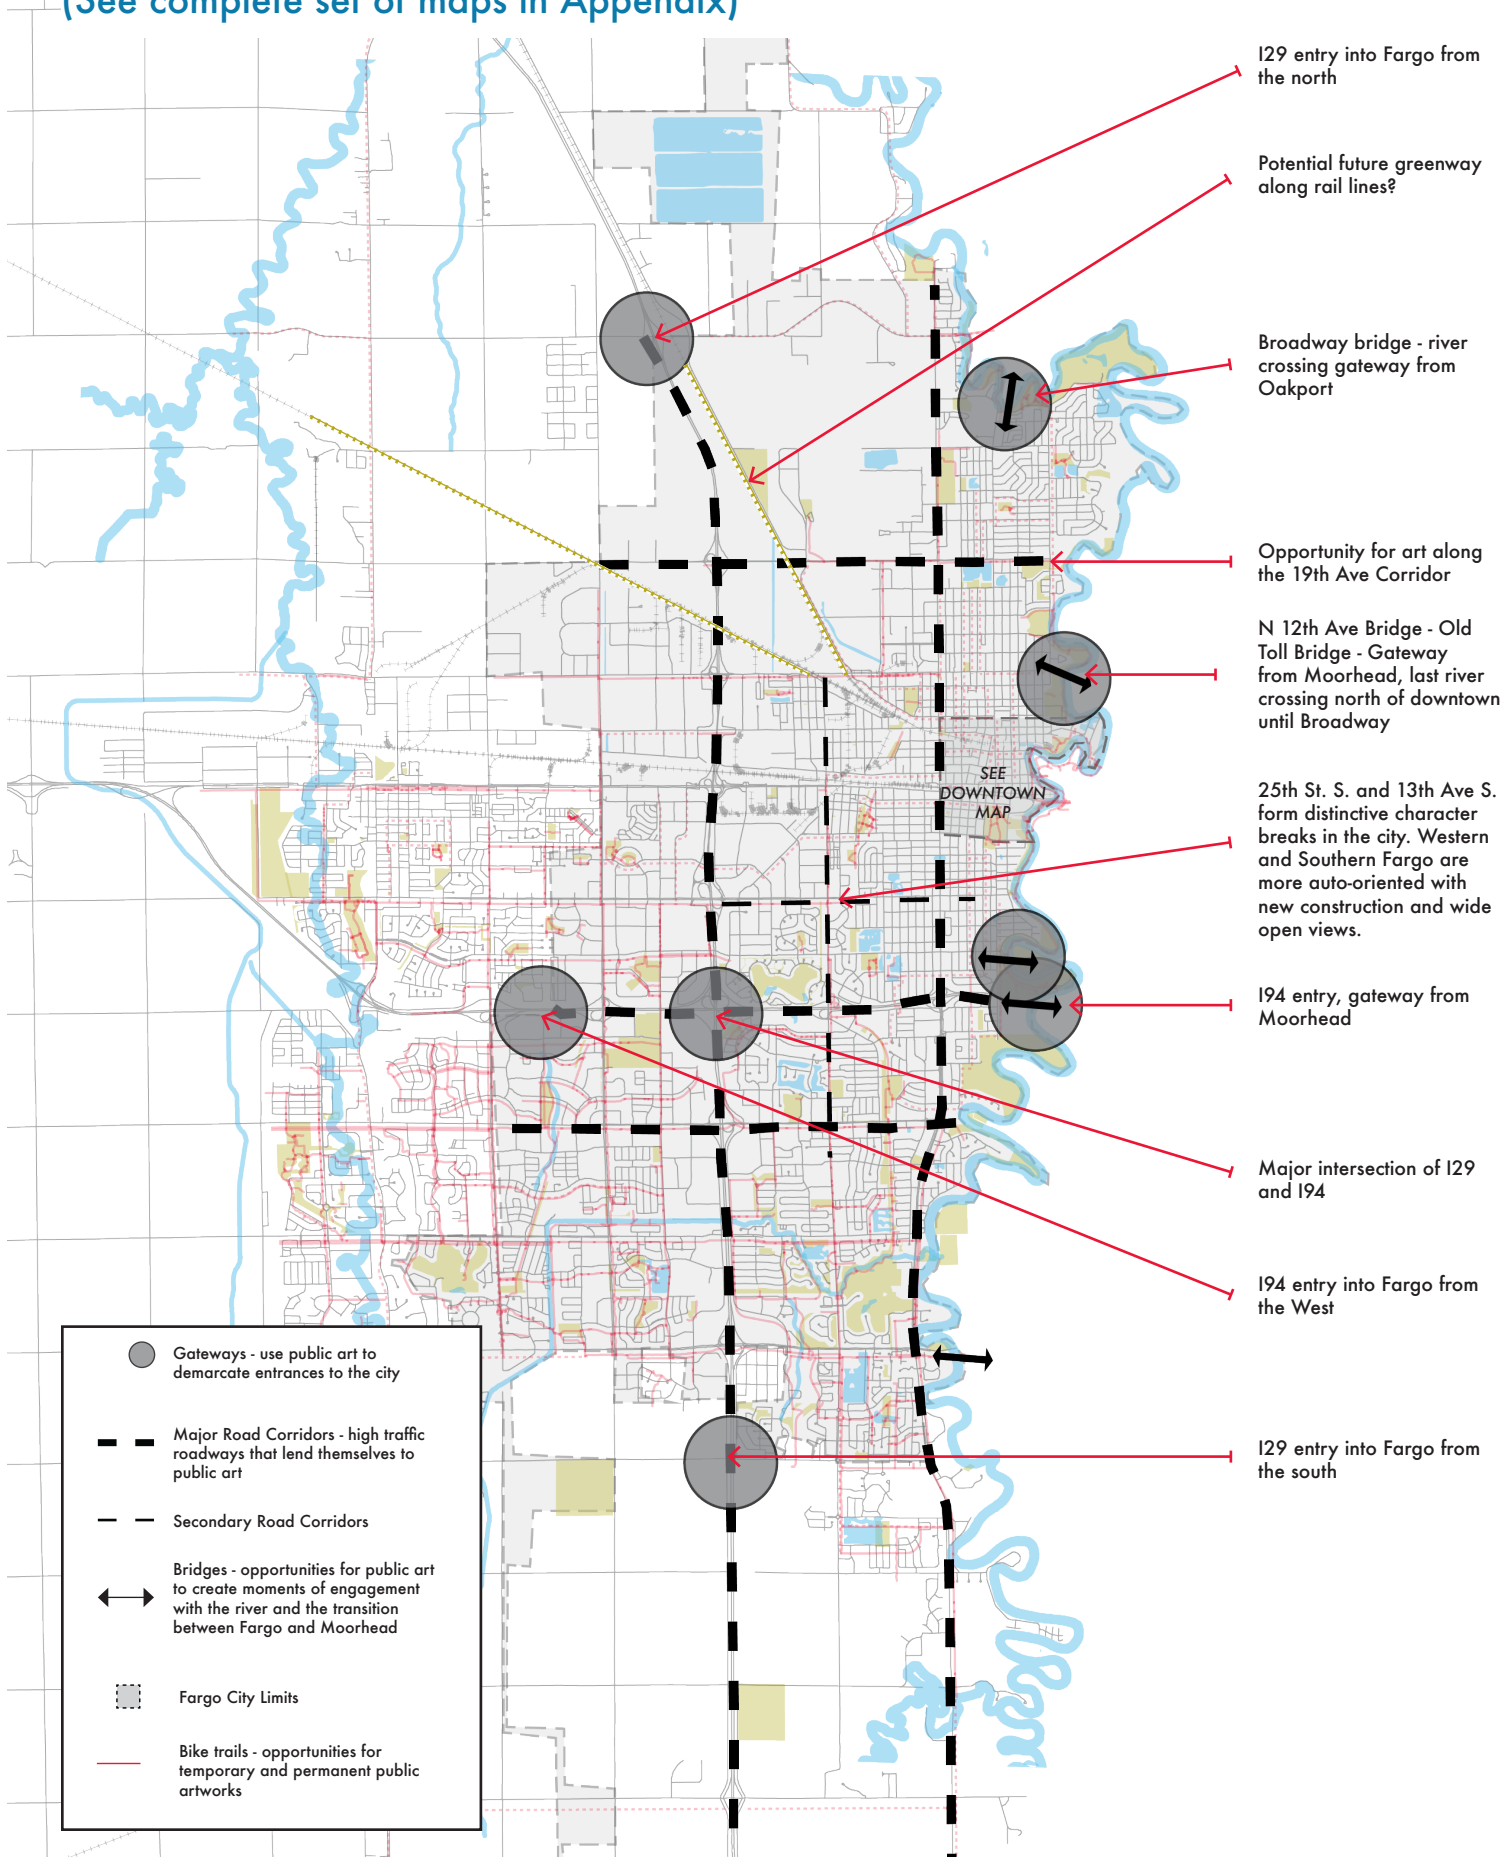 (See complete set of maps in Appendix)
I29 entry into Fargo from
the north
Potential future greenway
along rail lines?
Broadway bridge - river
crossing gateway from
Oakport
Opportunity for art along
the 19th Ave Corridor
N 12th Ave Bridge - Old
Toll Bridge - Gateway
from Moorhead, last river
crossing north of downtown
until Broadway
SEE
DOWNTOWN
MAP
25th St. S. and 13th Ave S.
form distinctive character
breaks in the city. Western
and Southern Fargo are
more auto-oriented with
new construction and wide
open views.
I94 entry, gateway from
Moorhead
Major intersection of I29
and I94
I94 entry into Fargo from
the West
I29 entry into Fargo from
the south
Gateways - use public art to
demarcate entrances to the city
Major Road Corridors - high traffic
roadways that lend themselves to
public art
Secondary Road Corridors
Bridges - opportunities for public art
to create moments of engagement
with the river and the transition
between Fargo and Moorhead
Fargo City Limits
Bike trails - opportunities for
temporary and permanent public
artworks